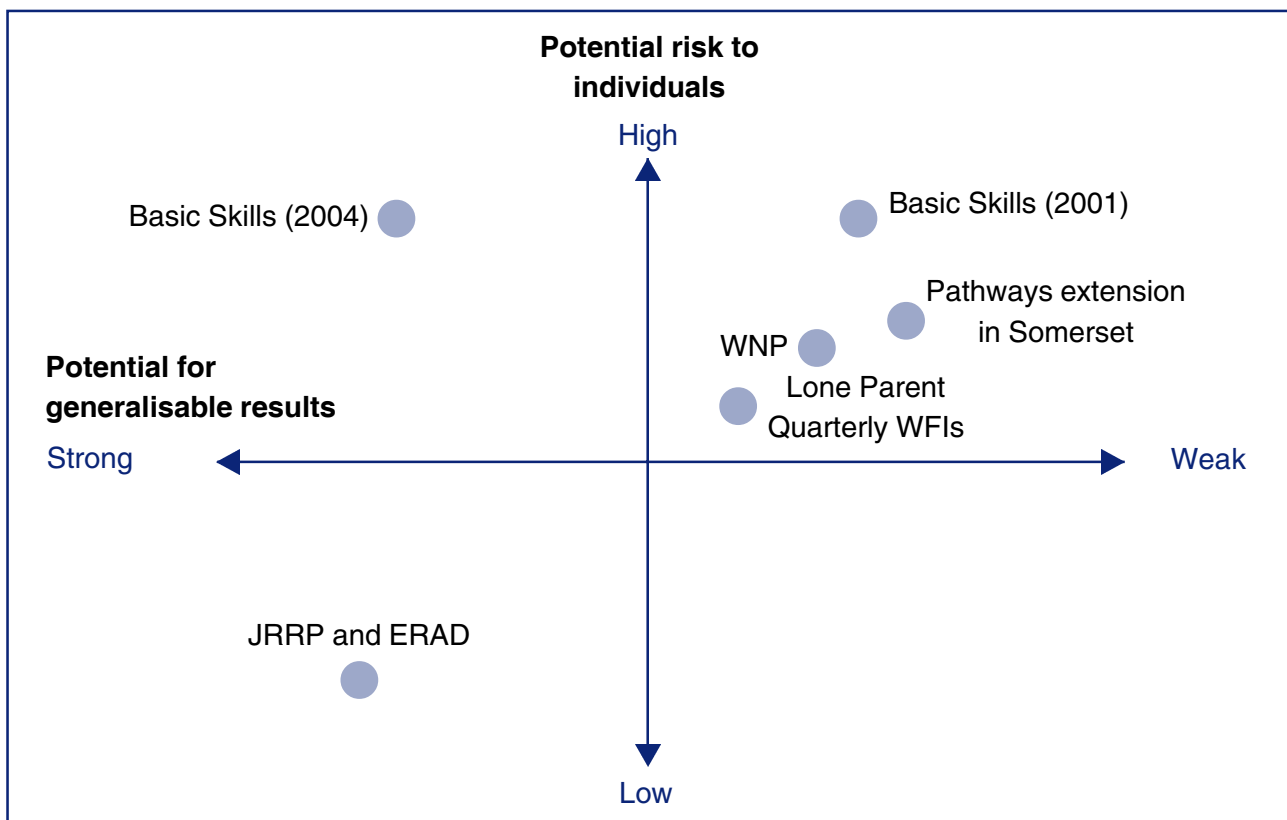 Potential risk to
individuals
High
Basic Skills (2004)
Basic Skills (2001)
Pathways extension
in Somerset
WNP
Potential for
generalisable results
Lone Parent
Quarterly WFIs
Strong
Weak
JRRP and ERAD
Low